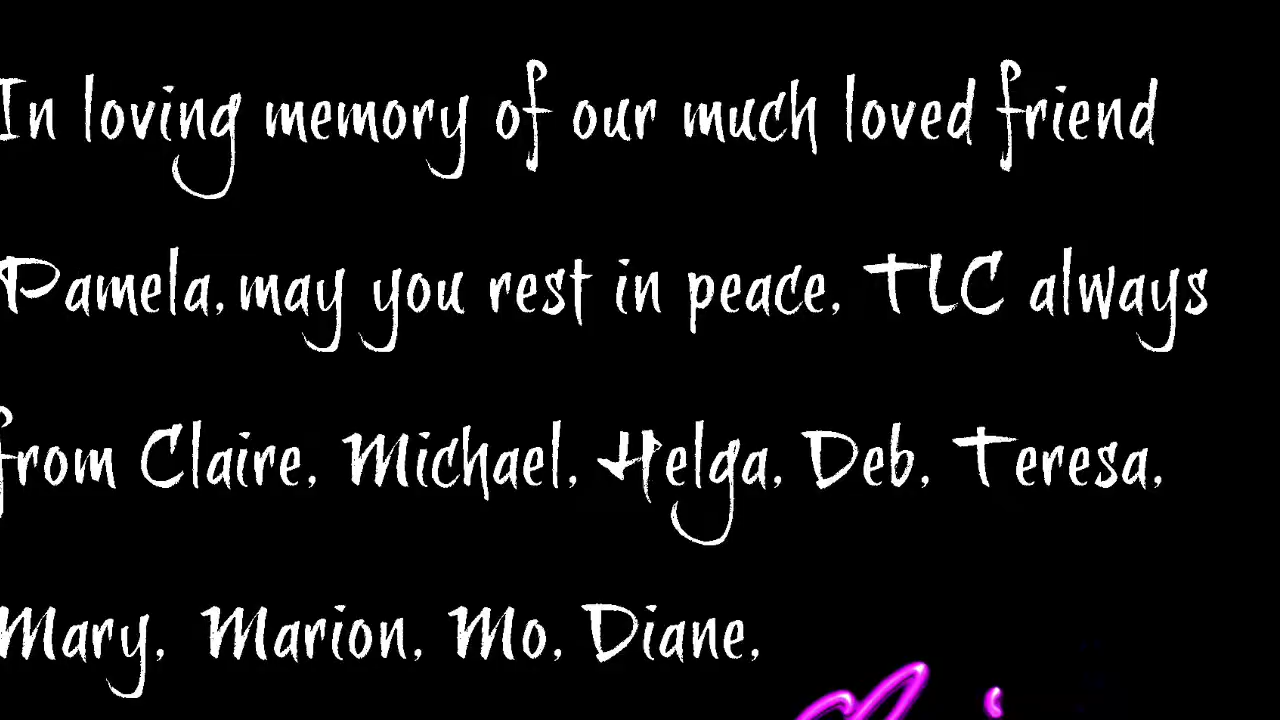 In loving memory of our much loved friend
Pamela, may you rest in peace, TLC always
from Claire, Michael, Helga, Deb, Teresa,
Mary, Marion, Mo, Diane,